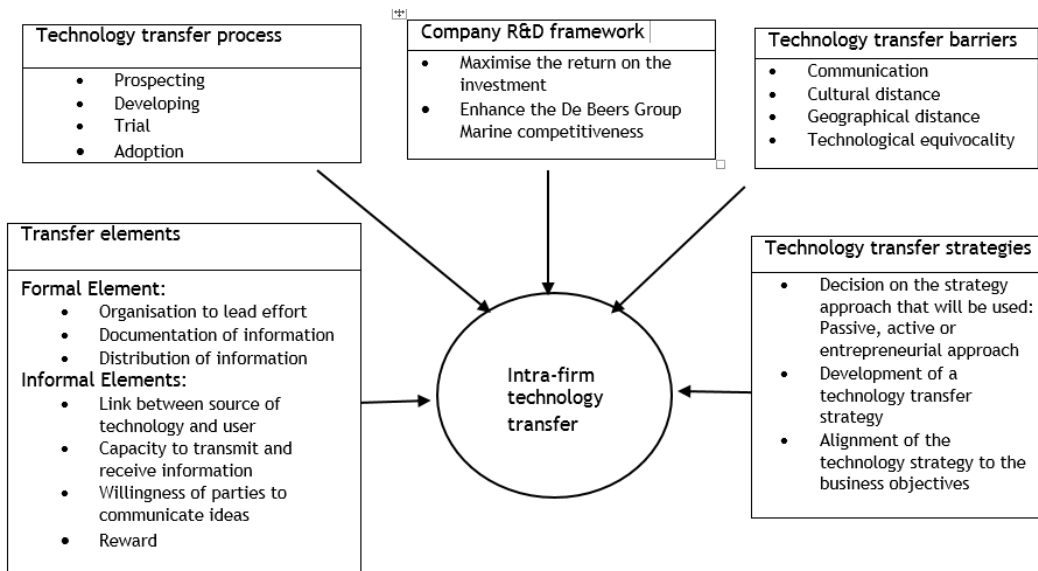 Technology transfer process
• Prospecting
• Developing
• Trial
• Adoption
Company R&D framework
• Maximise the return on the
investment
• Enhance the De Beers Group
Marine competitiveness
Technology transfer barriers
• Communication
• Cultural distance
• Geographical distance
• Technological equivocality
Transfer elements
Formal Element:
• Organisation to lead effort
• Documentation of information
• Distribution of information
Informal Elements:
• Link between source of
technology and user
• Capacity to transmit and
receive information
• Willingness of parties to
communicate ideas
• Reward
Intra-firm
technology
transfer
Technology transfer strategies
• Decision on the strategy
approach that will be used:
Passive, active or
entrepreneurial approach
• Development of a
technology transfer
strategy
• Alignment of the
technology strategy to the
business objectives